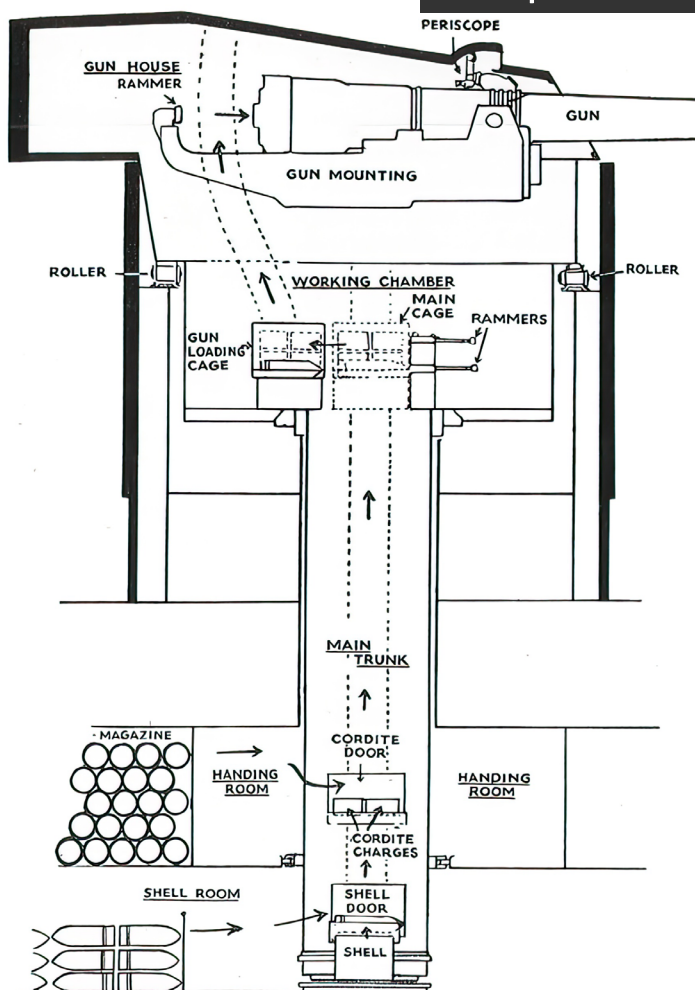 PERISCOPE
GUN HOUSE
RAMMER
GUN
GUN MOUNTING
ROLLER
WORKING CHAMBER
ROLLER
MAIN
CAGE
RAMMERS
GUN
LOADING
CAGE
MAIN
TRUNK
MAGAZINE
CORDITE
DOOR
HANDING
ROOM
HANDING
ROOM
CORDITE
CHARGES
SHELL ROOM
SHELL
DOOR
SHELL